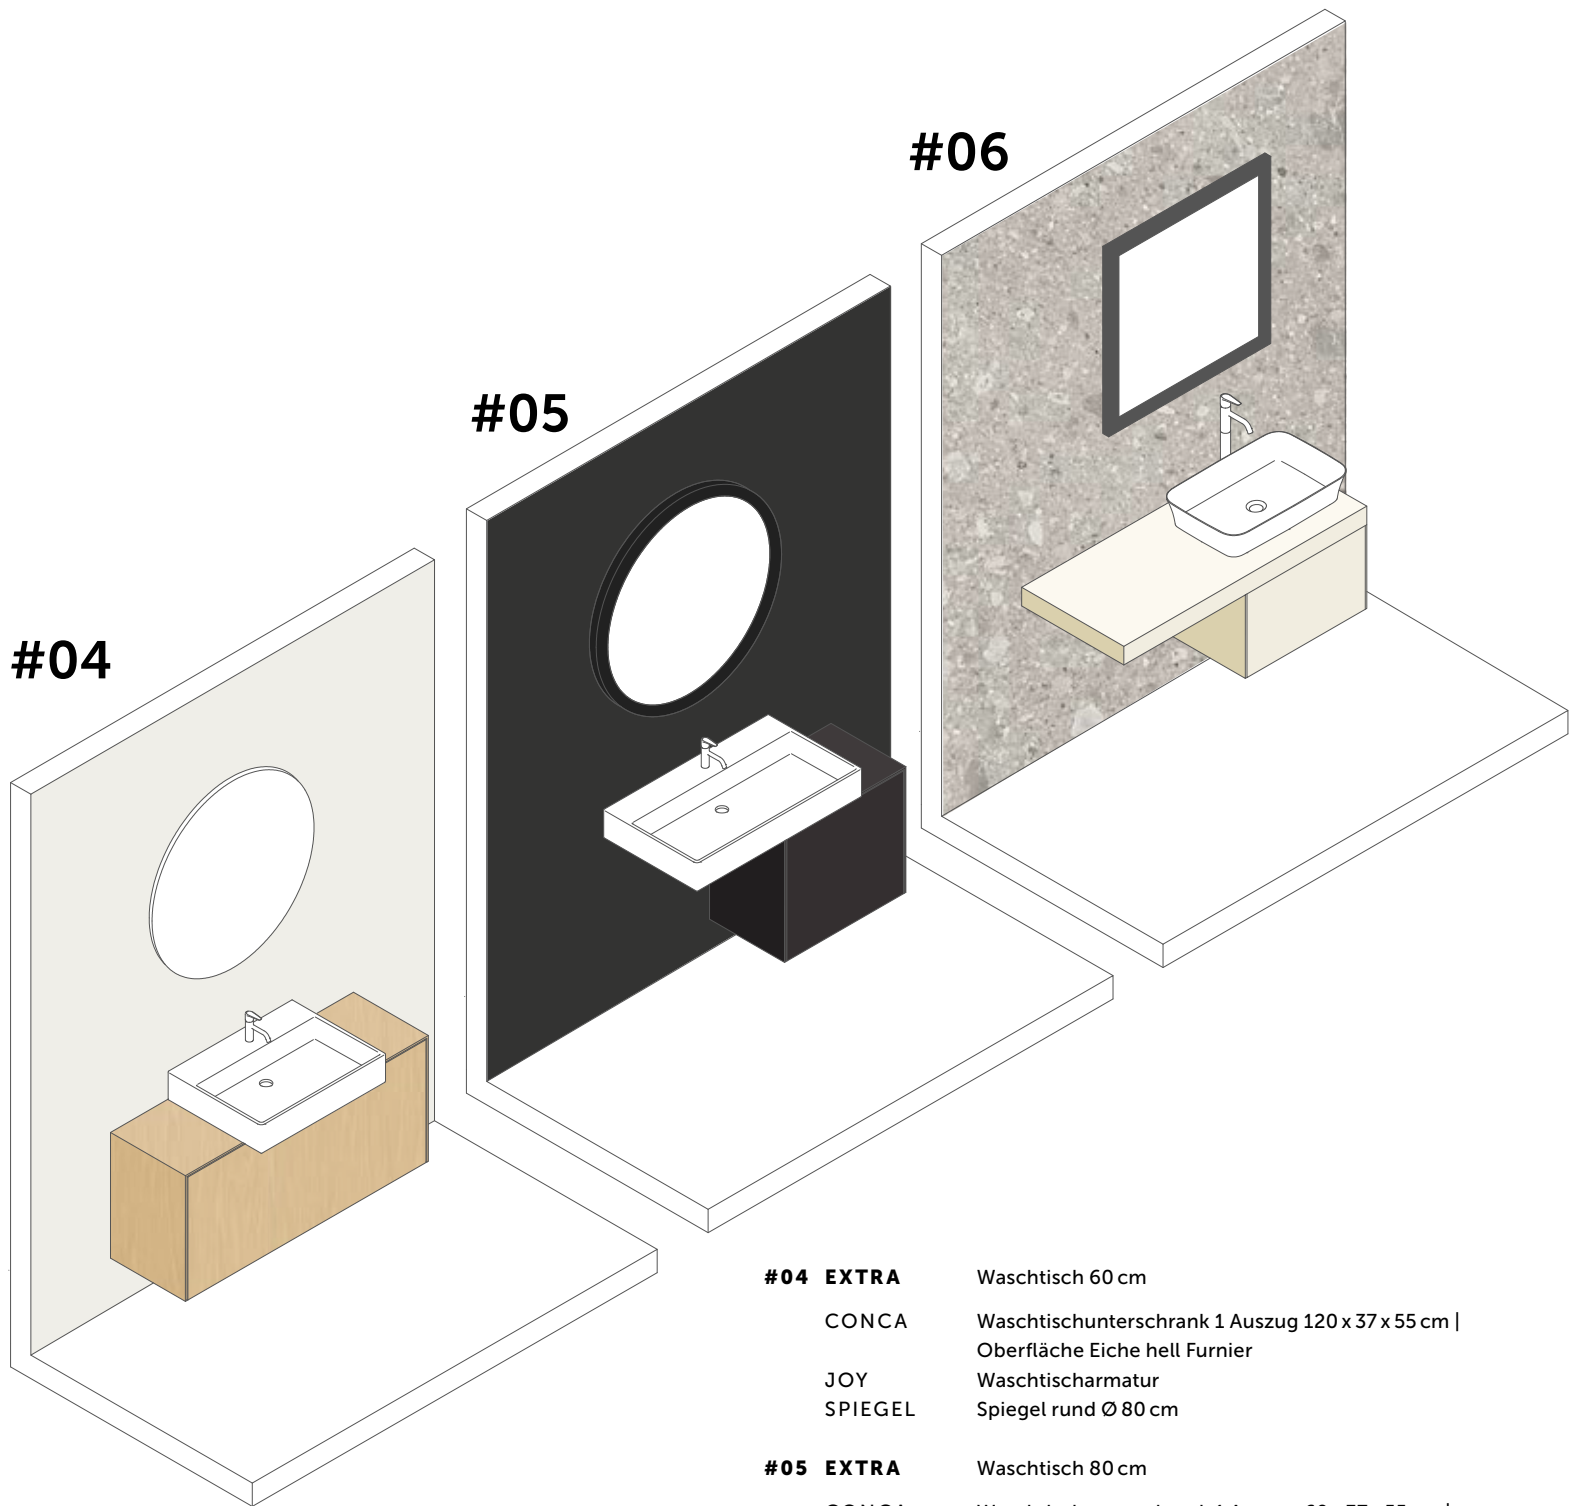 #06
#05
#04
#04 EXTRA Waschtisch 60 cm
CONCA Waschtischunterschrank 1 Auszug 120 x 37 x 55 cm |
Oberfläche Eiche hell Furnier
JOY Waschtischarmatur
SPIEGEL Spiegel rund Ø 80 cm
#05 EXTRA Waschtisch 80 cm